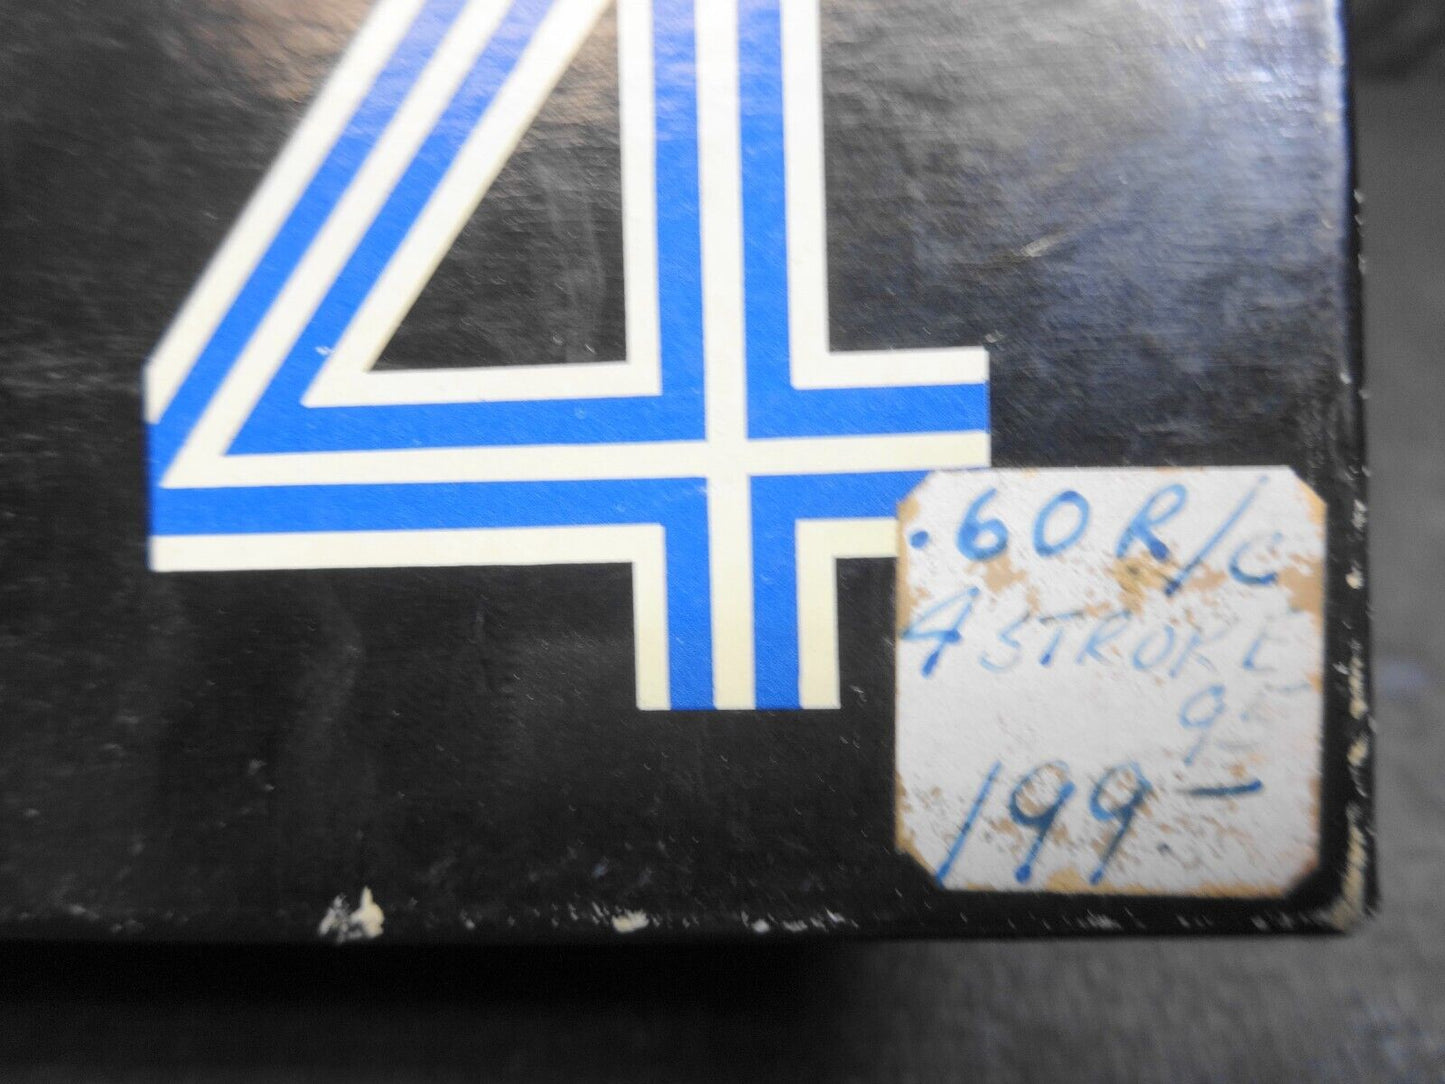 4
.60 R/C
4 STROKE
199 –